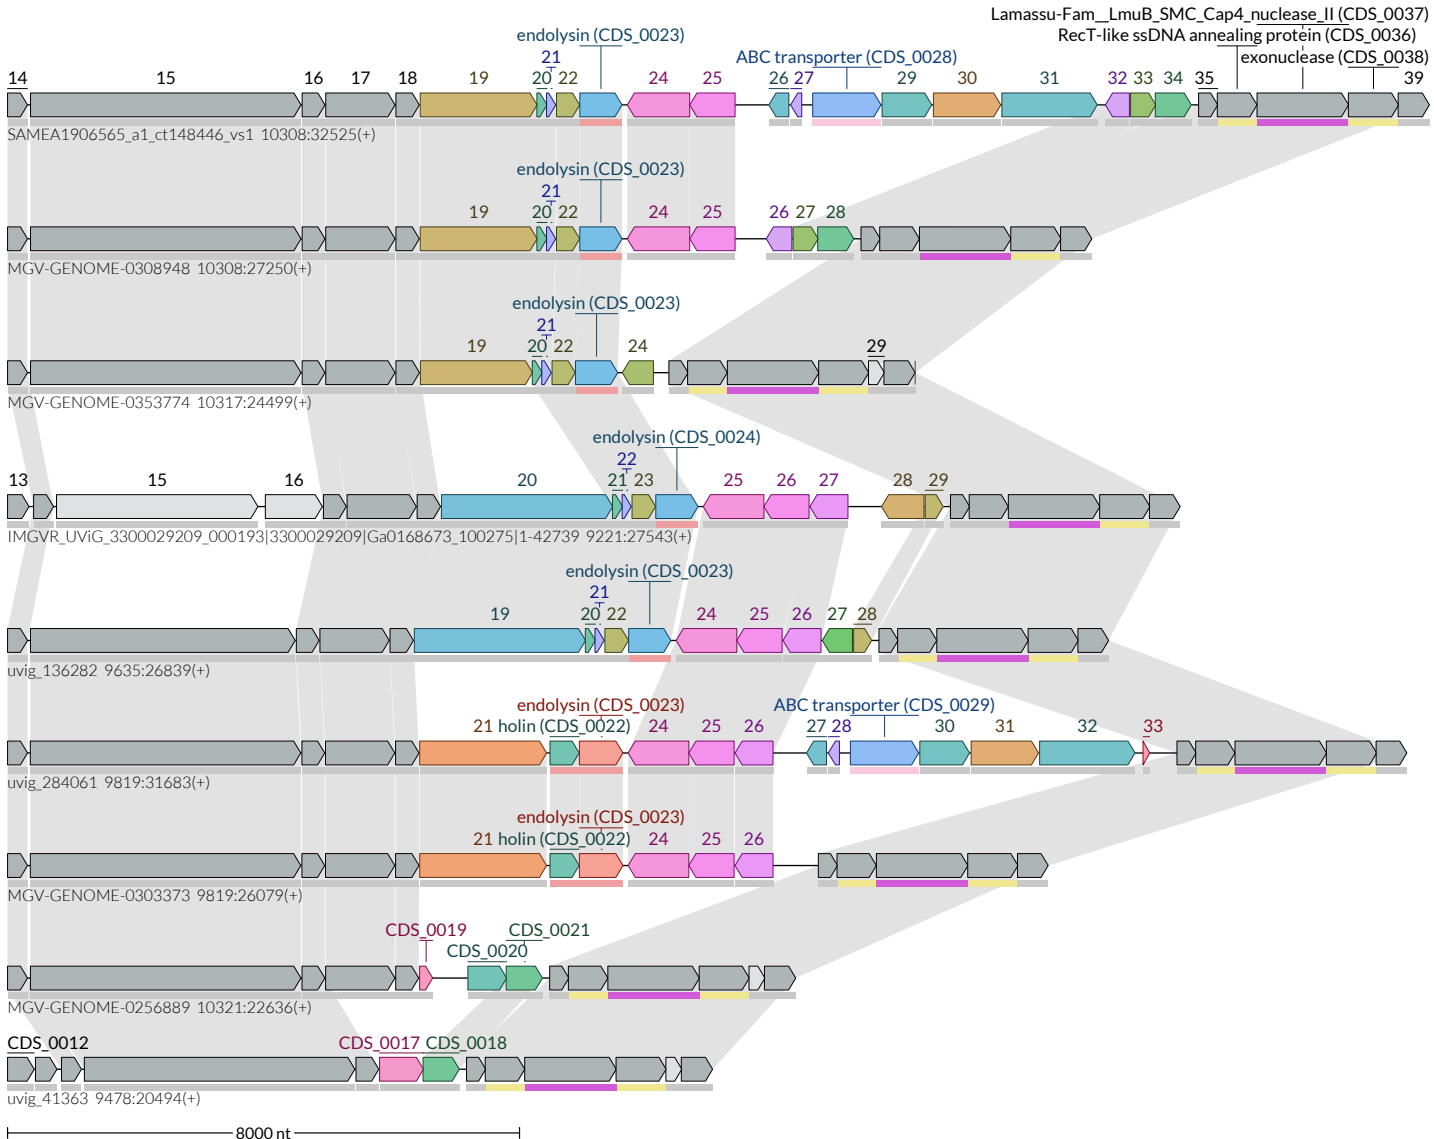 Lamassu-Fam__LmuB_SMC_Cap4_nuclease_II (CDS_0037)
endolysin (CDS_0023) RecT-like ssDNA annealing protein (CDS_0036)
21 ABC transporter (CDS_0028) exonuclease (CDS_0038)
14 15 16 17 18 19 20 22 24 25 26 27 29 30 31 32 33 34 35 39
SAMEA1906565_a1_ct148446_vs1 10308:32525(+)
endolysin (CDS_0023)
21
19 20 22 24 25 26 27 28
MGV-GENOME-0308948 10308:27250(+)
endolysin (CDS_0023)
21
19 20 22 24 29
MGV-GENOME-0353774 10317:24499(+)
endolysin (CDS_0024)
22
13 15 16 20 21 23 25 26 27 28 29
IMGVR_UViG_3300029209_000193|3300029209|Ga0168673_100275|1-42739 9221:27543(+)
endolysin (CDS_0023)
21
19 20 22 24 25 26 27 28
uvig_136282 9635:26839(+)
endolysin (CDS_0023) ABC transporter (CDS_0029)
21 holin (CDS_0022) 24 25 26 27 28 30 31 32 33
uvig_284061 9819:31683(+)
endolysin (CDS_0023)
21 holin (CDS_0022) 24 25 26
MGV-GENOME-0303373 9819:26079(+)
CDS_0019 CDS_0021
CDS_0020
MGV-GENOME-0256889 10321:22636(+)
CDS_0012 CDS_0017 CDS_0018
uvig_41363 9478:20494(+)
8000 nt